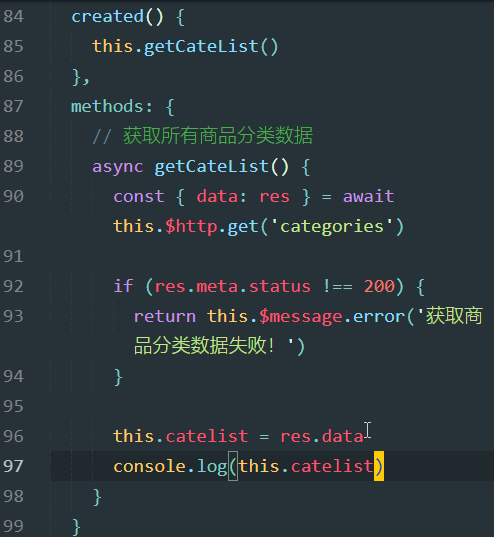 84 created() {
85 this.getCateList()
86 },
87 methods: {
88 // 获取所有商品分类数据
89 async getCateList() {
90 const { data: res } = await
this.$http.get('categories')
91
92 if (res.meta.status !== 200) {
93 return this.$message.error('获取商
品分类数据失败！')
94 }
95
96 this.catelist = res.data
97 console.log(this.catelist)
98 }
99 }